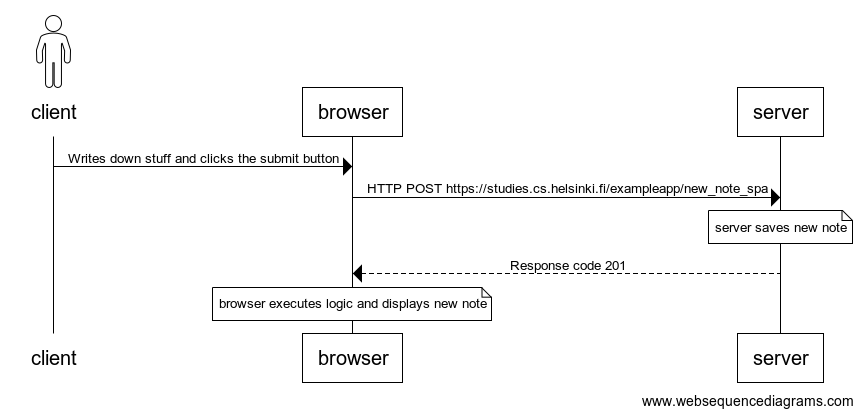 client
browser
server
Writes down stuff and clicks the submit button
HTTP POST https://studies.cs.helsinki.fi/exampleapp/new_note_spa
server saves new note
Response code 201
browser executes logic and displays new note
client
browser
server
www.websequencediagrams.com